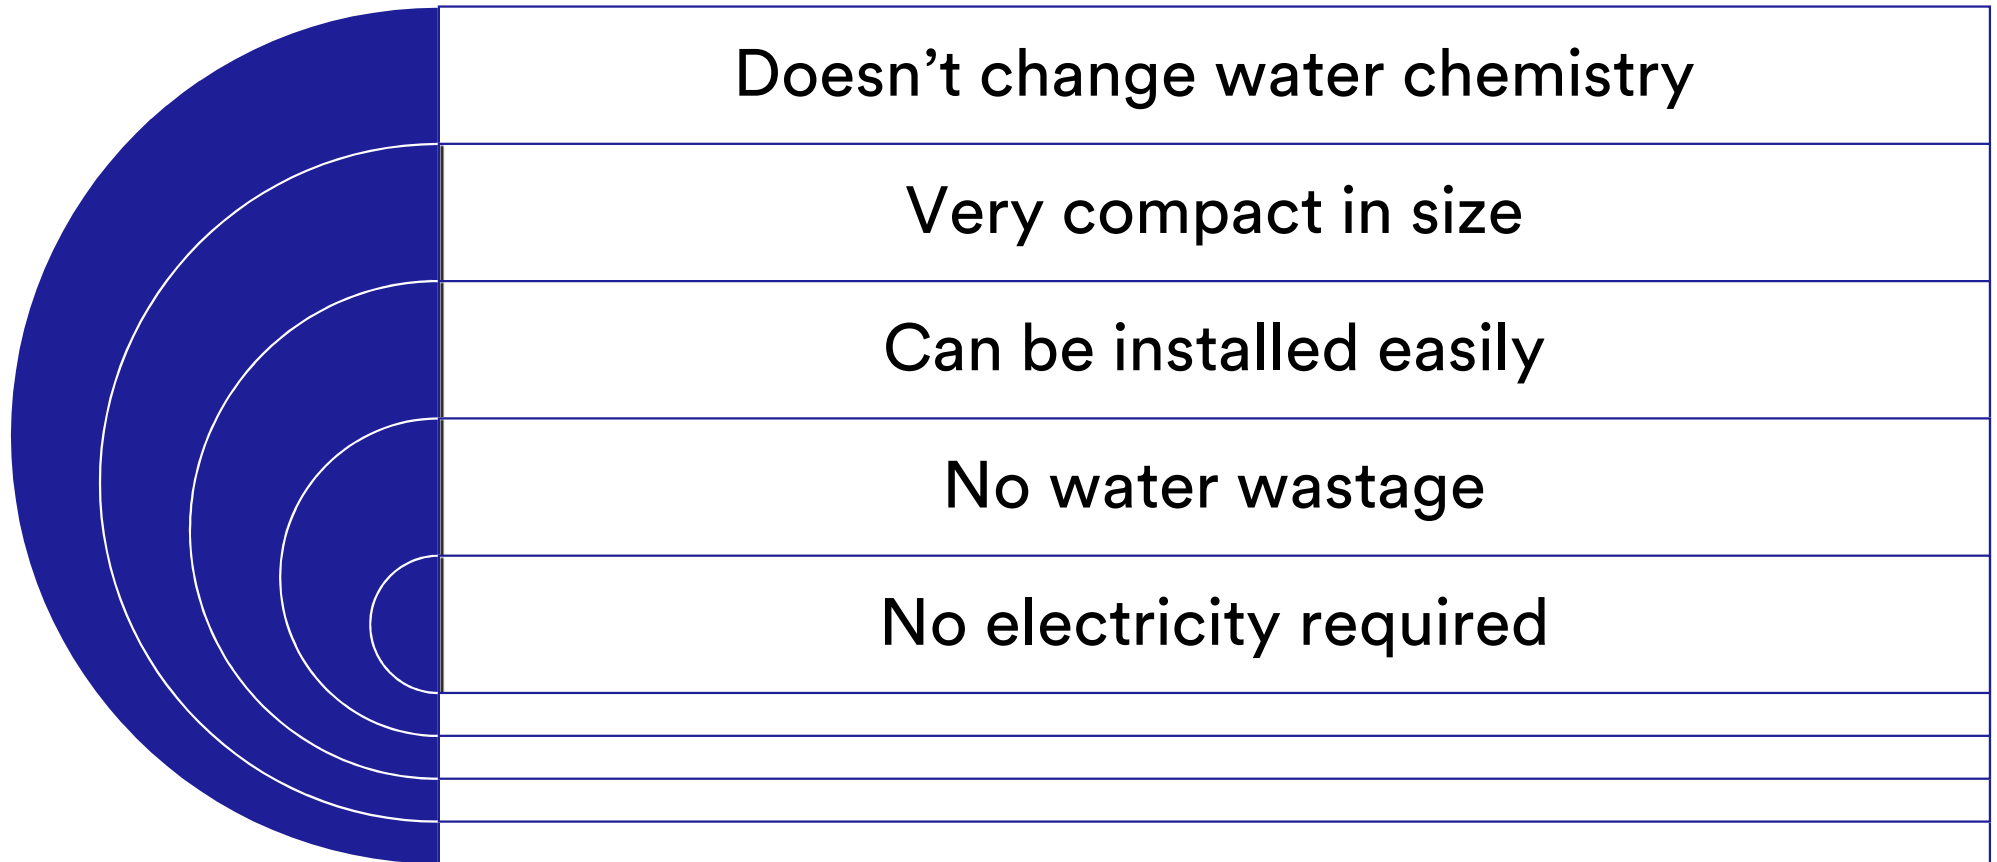 Doesn’t change water chemistry
Very compact in size
Can be installed easily
No water wastage
No electricity required